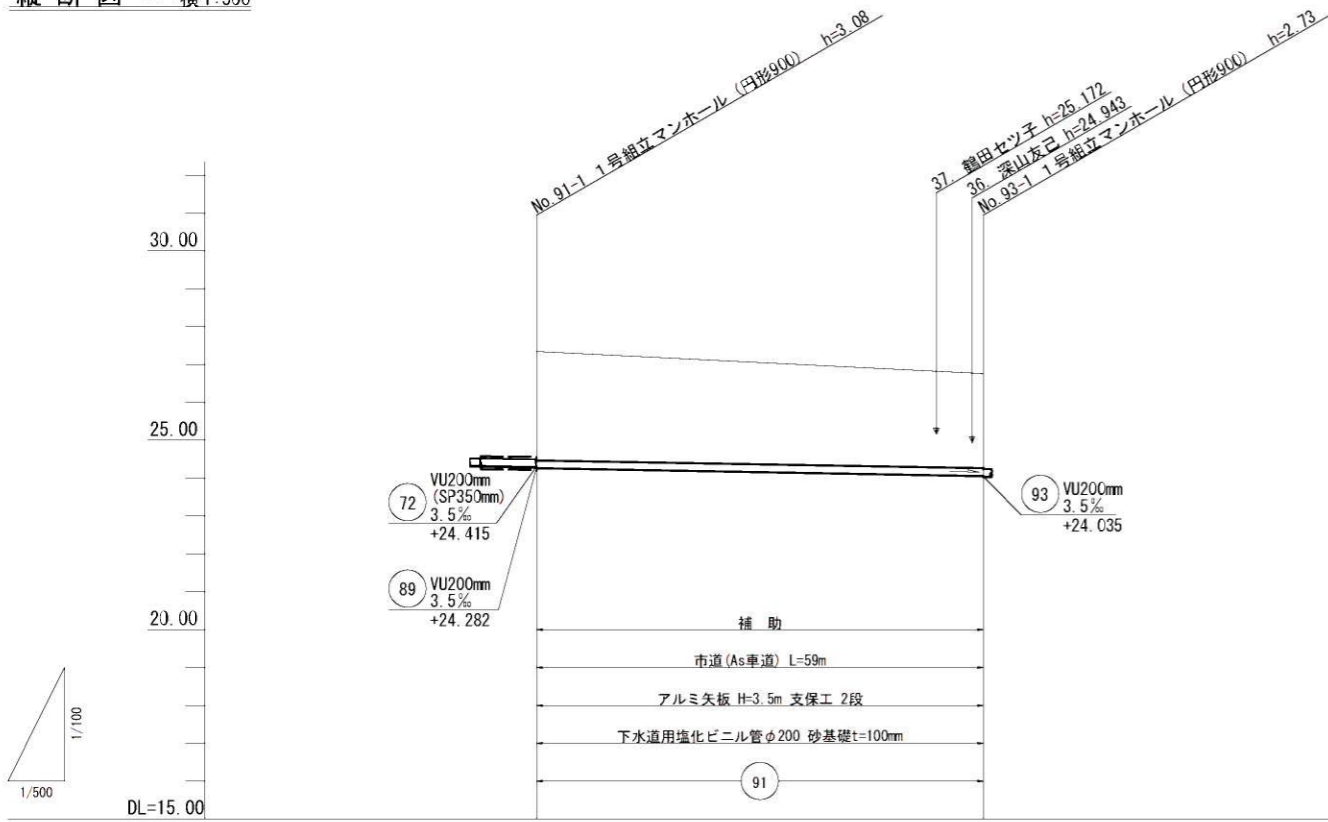 縦断図 横1:500
No.91-1 1号組立マンホール (円形900) h=3.08
37. 鶴田セツ子 h=25.172
36. 深山友己 h=24.943
No.93-1 1号組立マンホール (円形900) h=2.73
30.00
25.00
72 VU200mm
(SP350mm)
3.5‰
+24.415
93 VU200mm
3.5‰
+24.035
89 VU200mm
3.5‰
+24.282
20.00
補 助
市道(As車道) L=59m
アルミ矢板 H=3.5m 支保工 2段
下水道用塩化ビニル管φ200 砂基礎t=100mm
91
1/100
1/500
DL=15.00